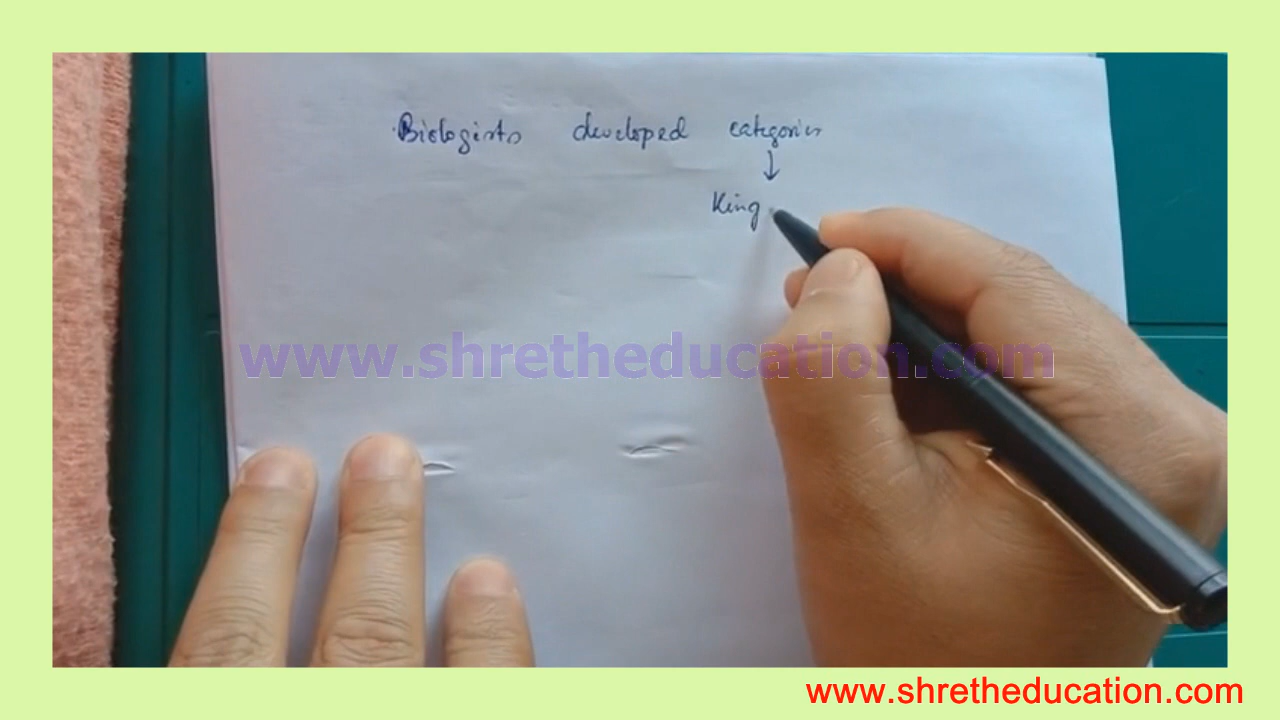 Biologists developed categories
↓
King
www.shretheducation.com
www.shretheducation.com